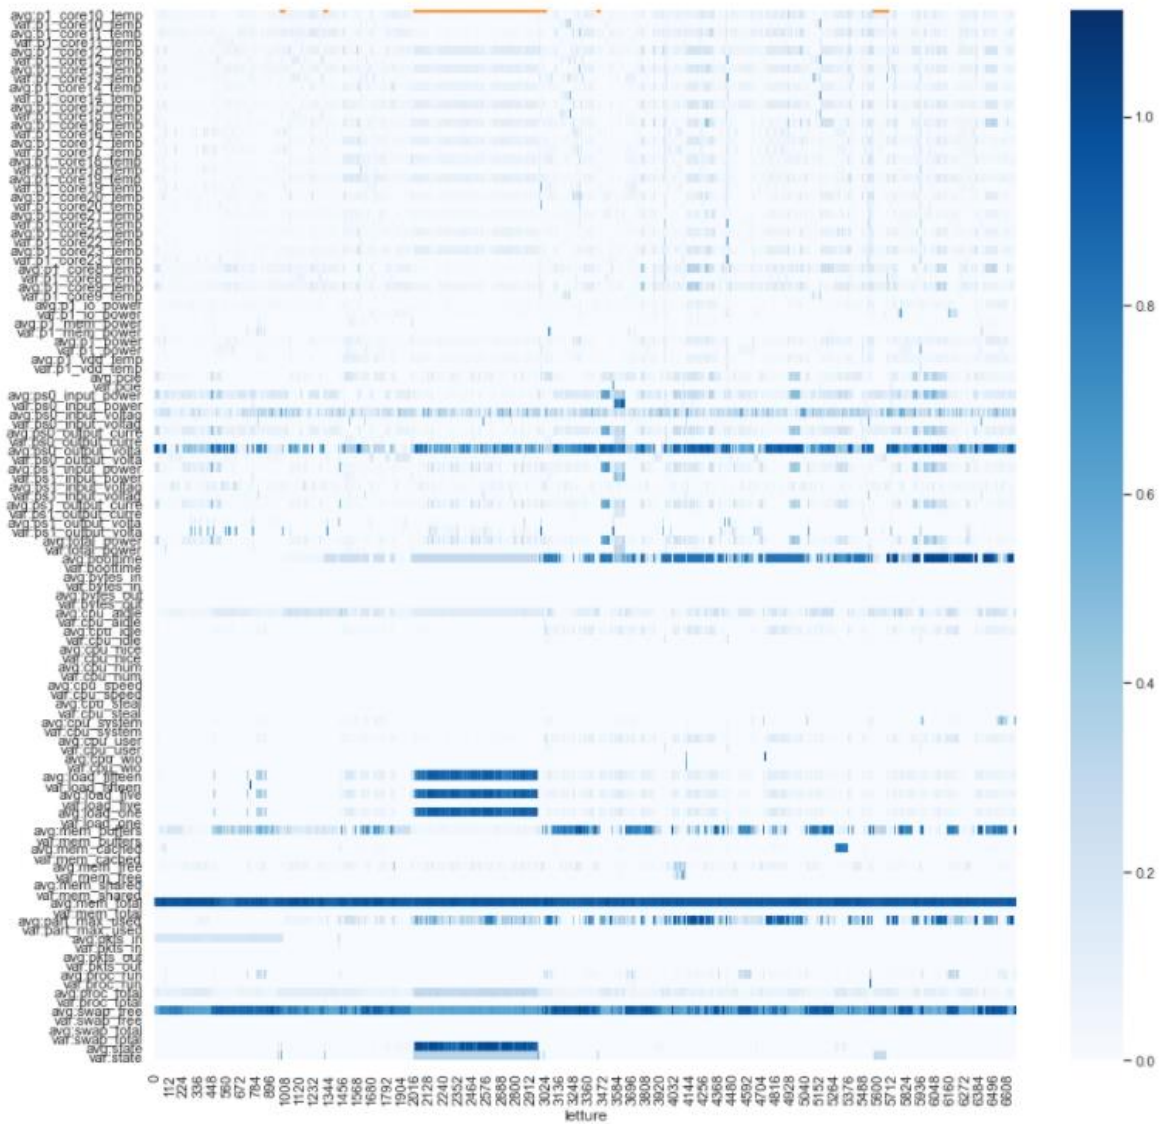 avg:p1_core10_temp
var:p1_core10_temp
avg:p1_core11_temp
var:p1_core11_temp
avg:p1_core12_temp
var:p1_core12_temp
avg:p1_core13_temp
var:p1_core13_temp
avg:p1_core14_temp
var:p1_core14_temp
avg:p1_core15_temp
var:p1_core15_temp
var:p1_core16_temp
var:p1_core17_temp
avg:p1_core18_temp
var:p1_core18_temp
avg:p1_core19_temp
var:p1_core19_temp
avg:p1_core20_temp
var:p1_core20_temp
avg:p1_core21_temp
var:p1_core22_temp
avg:p1_core23_temp
var:p1_core23_temp
avg:p1_core8_temp
var:p1_core8_temp
avg:p1_core9_temp
var:p1_core9_temp
avg:p1_io_power
var:p1_io_power
avg:p1_mem_power
var:p1_mem_power
avg:p1_power
var:p1_power
avg:p1_vdd_temp
var:p1_vdd_temp
avg:ps0_input_power
var:ps0_input_power
avg:ps0_input_voltag
var:ps0_input_voltag
avg:ps0_output_curre
var:ps0_output_curre
avg:ps0_output_volta
var:ps0_output_volta
avg:ps1_input_power
var:ps1_input_power
avg:ps1_input_voltag
var:ps1_input_voltag
avg:ps1_output_curre
var:ps1_output_curre
avg:ps1_output_volta
var:ps1_output_volta
avg:total_power
var:total_power
avg:boottime
var:boottime
avg:bytes_in
var:bytes_in
avg:bytes_out
var:bytes_out
avg:cpu_aidle
var:cpu_aidle
avg:cpu_idle
var:cpu_idle
avg:cpu_nice
var:cpu_nice
avg:cpu_num
var:cpu_num
avg:cpu_speed
var:cpu_speed
avg:cpu_steal
var:cpu_steal
avg:cpu_system
var:cpu_system
avg:cpu_user
var:cpu_user
avg:cpu_wio
var:cpu_wio
avg:load_fifteen
var:load_fifteen
avg:load_five
var:load_five
avg:load_one
var:load_one
avg:mem_buffers
var:mem_buffers
avg:mem_cached
var:mem_cached
avg:mem_free
var:mem_free
avg:mem_shared
var:mem_shared
avg:mem_total
var:mem_total
avg:part_max_used
var:part_max_used
avg:pkts_in
var:pkts_in
avg:pkts_out
var:pkts_out
avg:proc_run
var:proc_run
avg:proc_total
var:proc_total
avg:swap_free
var:swap_free
avg:swap_total
var:swap_total
avg:state
var:state
0 112 224 336 448 560 672 784 896 1008 1120 1232 1344 1456 1568 1680 1792 1904 2016 2128 2240 2352 2464 2576 2688 2800 2912 3024 3136 3248 3360 3472 3584 3696 3808 3920 4032 4144 4256 4368 4480 4592 4704 4816 4928 5040 5152 5264 5376 5488 5600 5712 5824 5936 6048 6160 6272 6384 6496 6608
letture
1.0
0.8
0.6
0.4
0.2
0.0